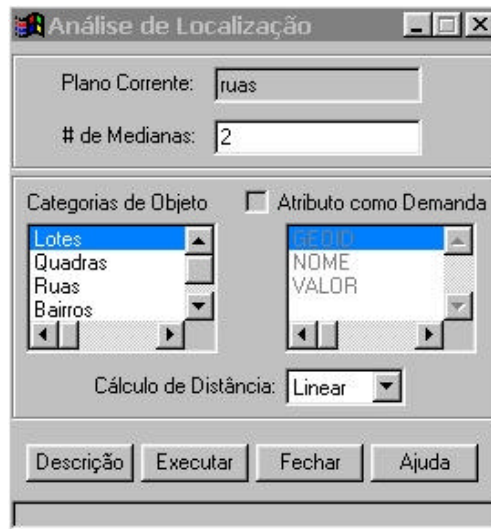 Análise de Localização
Plano Corrente: ruas
# de Medianas: 2
Categorias de Objeto Atributo como Demanda
Lotes GEOID
Quadras NOME
Ruas VALOR
Bairros
Cálculo de Distância: Linear
Descrição Executar Fechar Ajuda